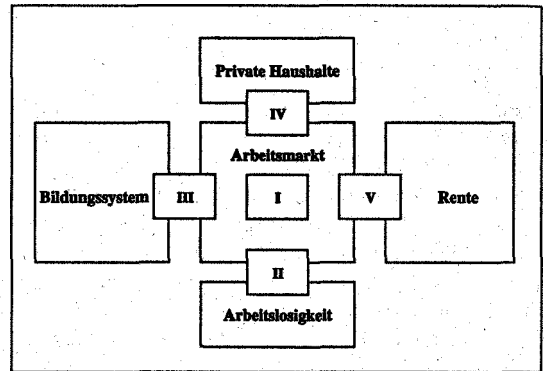 Private Haushalte
IV
Arbeitsmarkt
Bildungssystem
III
I
V
Rente
II
Arbeitslosigkeit